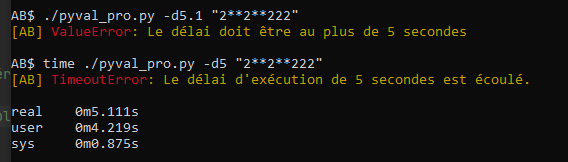 AB$ ./pyval_pro.py -d5.1 "2**2**222"
[AB] ValueError: Le délai doit être au plus de 5 secondes
AB$ time ./pyval_pro.py -d5 "2**2**222"
[AB] TimeoutError: Le délai d'exécution de 5 secondes est écoulé.
real 0m5.111s
user 0m4.219s
sys 0m0.875s